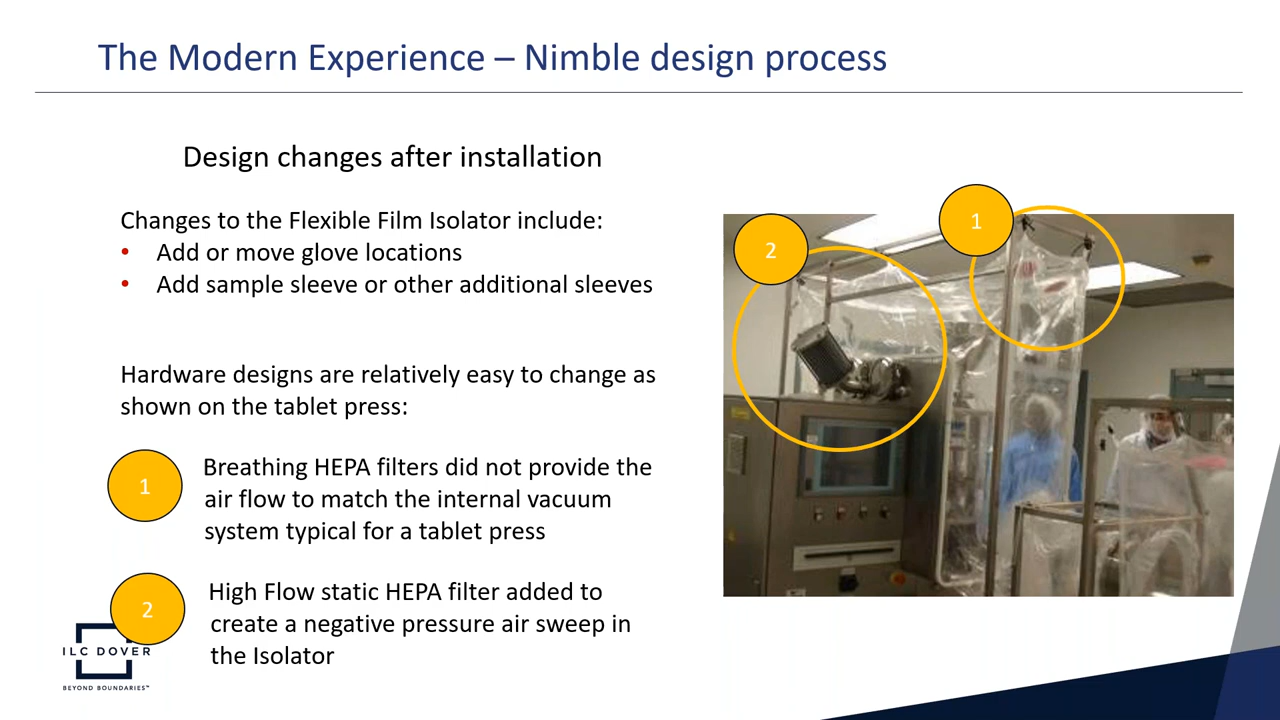 The Modern Experience – Nimble design process
Design changes after installation
Changes to the Flexible Film Isolator include:
• Add or move glove locations
• Add sample sleeve or other additional sleeves
Hardware designs are relatively easy to change as
shown on the tablet press:
1
Breathing HEPA filters did not provide the
air flow to match the internal vacuum
system typical for a tablet press
2
High Flow static HEPA filter added to
create a negative pressure air sweep in
the Isolator
ILC DOVER
BEYOND BOUNDARIES™
2
1